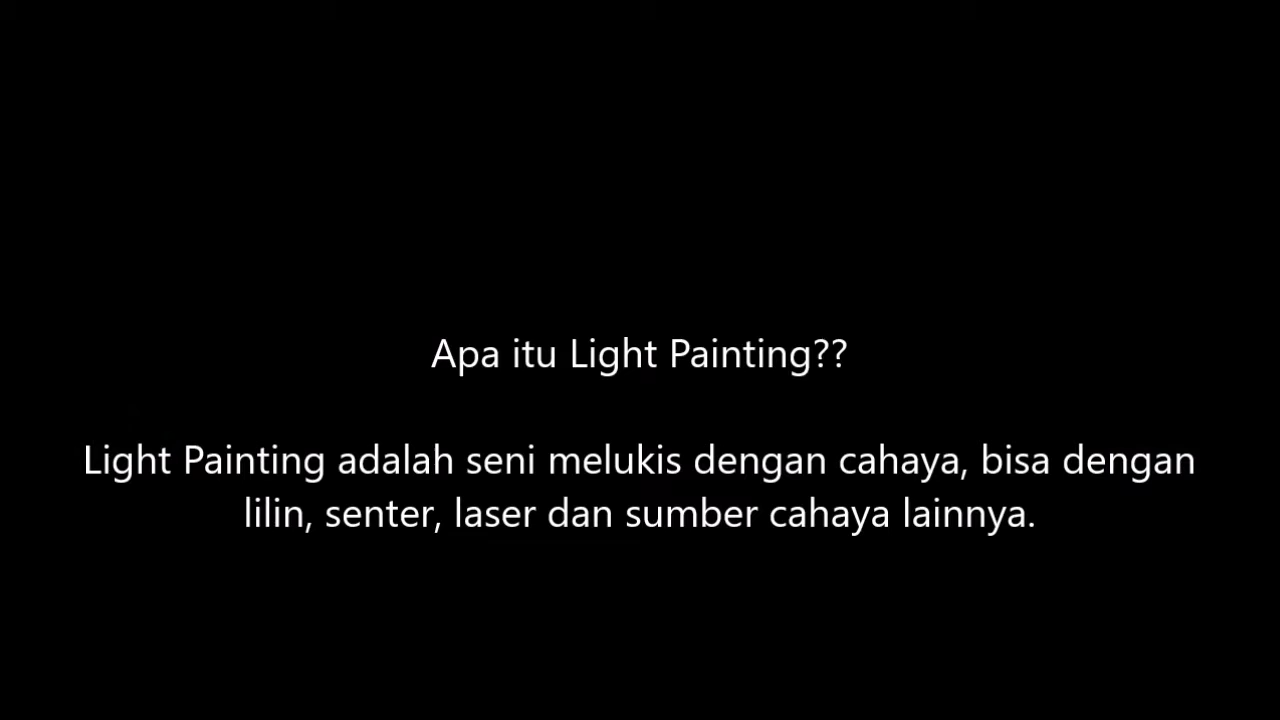 Apa itu Light Painting??
Light Painting adalah seni melukis dengan cahaya, bisa dengan
lilin, senter, laser dan sumber cahaya lainnya.